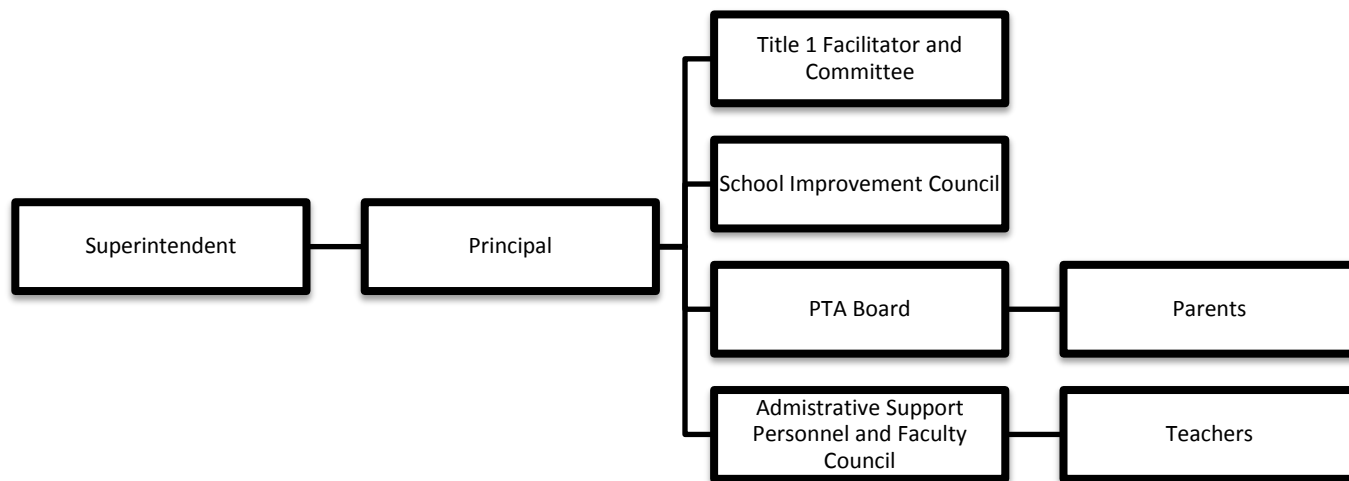 Title 1 Facilitator and
Committee
School Improvement Council
Superintendent
Principal
PTA Board
Parents
Admistrative Support
Personnel and Faculty
Council
Teachers